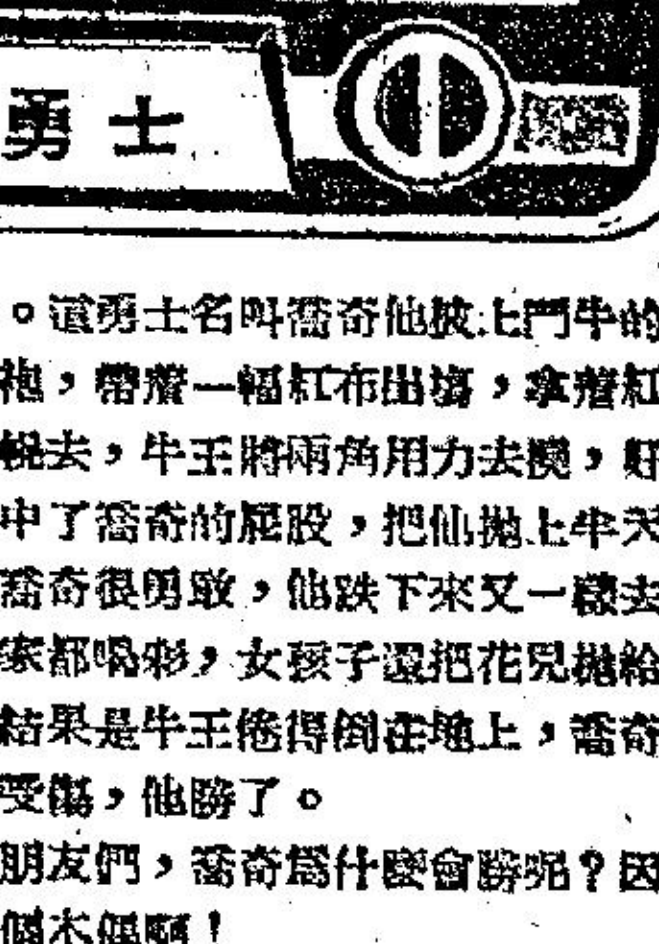 勇士
。這勇士名叫喬奇他披上鬥牛的
袍,帶着一幅紅布出場,拿着紅
幌去,牛王將兩角用力去撲,好
中了喬奇的屁股,把他拋上半天
喬奇很勇敢,他跌下來又一樣去
家都喝彩,女孩子還把花兒拋給
結果是牛王倦得倒在地上,喬奇
受傷,他勝了。
朋友們,喬奇為什麼會勝呢?因
個木偶啊!